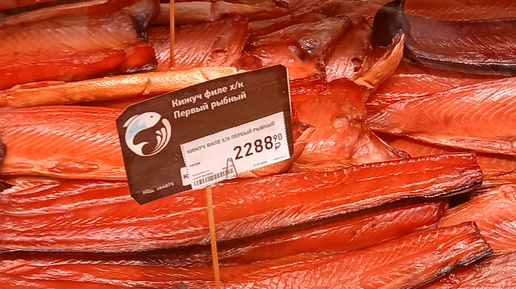 Кижуч филе х/к
Первый рыбный
КИЖУЧ ФИЛЕ Х/К ПЕРВЫЙ РЫБНЫЙ
2288 90
₽